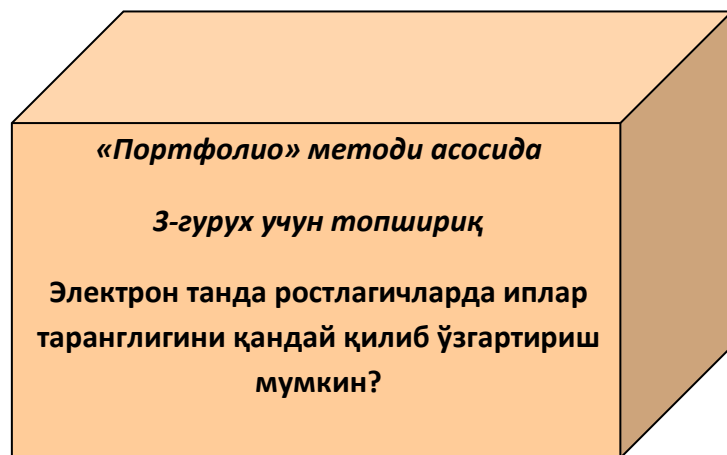 «Портфолио» методи асосида
3-гурух учун топшириқ
Электрон танда ростлагичларда иплар
таранглигини қандай қилиб ўзгартириш
мумкин?